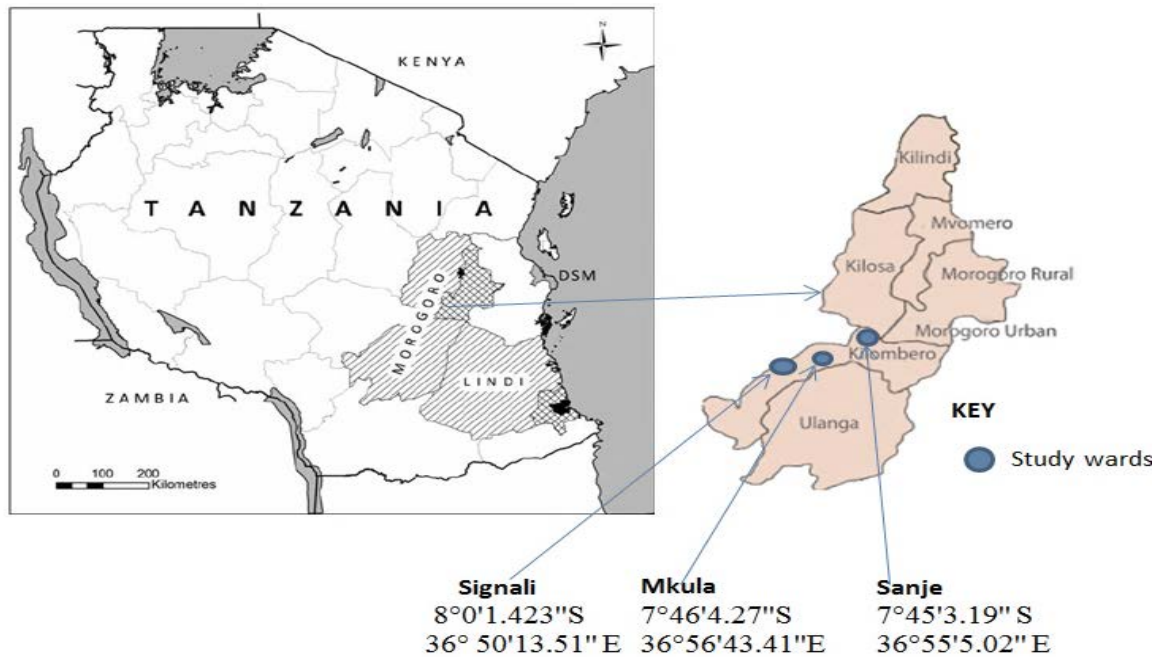 N
KENYA
TANZANIA
DSM
MOROGORO
LINDI
ZAMBIA
0 100 200
Kilometres
Kilindi
Mvomero
Kilosa
Morogoro Rural
Morogoro Urban
Kilombero
Ulanga
KEY
Study wards
Signali
8°0'1.423"S
36° 50'13.51" E
Mkula
7°46'4.27"S
36°56'43.41" E
Sanje
7°45'3.19" S
36°55'5.02" E